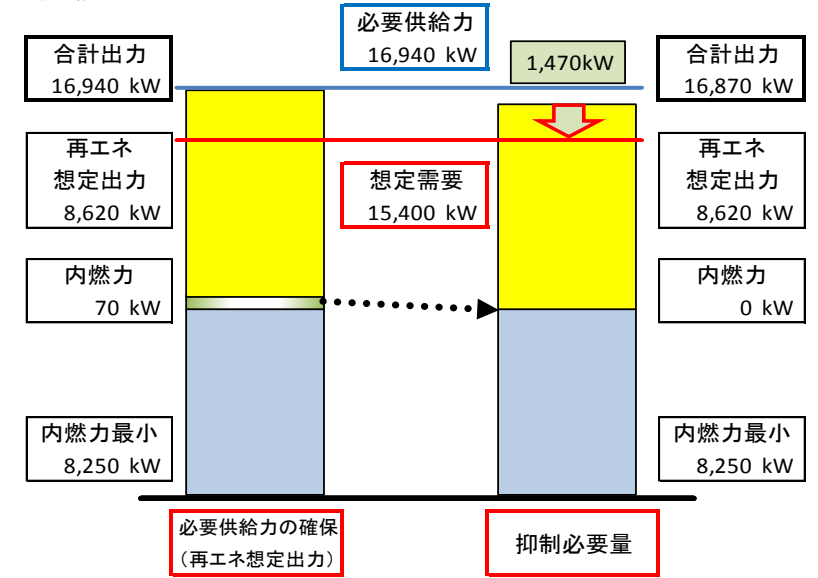 必要供給力
16,940 kW
1,470kW
合計出力
16,940 kW
合計出力
16,870 kW
再エネ
想定出力
8,620 kW
想定需要
15,400 kW
再エネ
想定出力
8,620 kW
内燃力
70 kW
内燃力
0 kW
内燃力最小
8,250 kW
内燃力最小
8,250 kW
必要供給力の確保
(再エネ想定出力)
抑制必要量